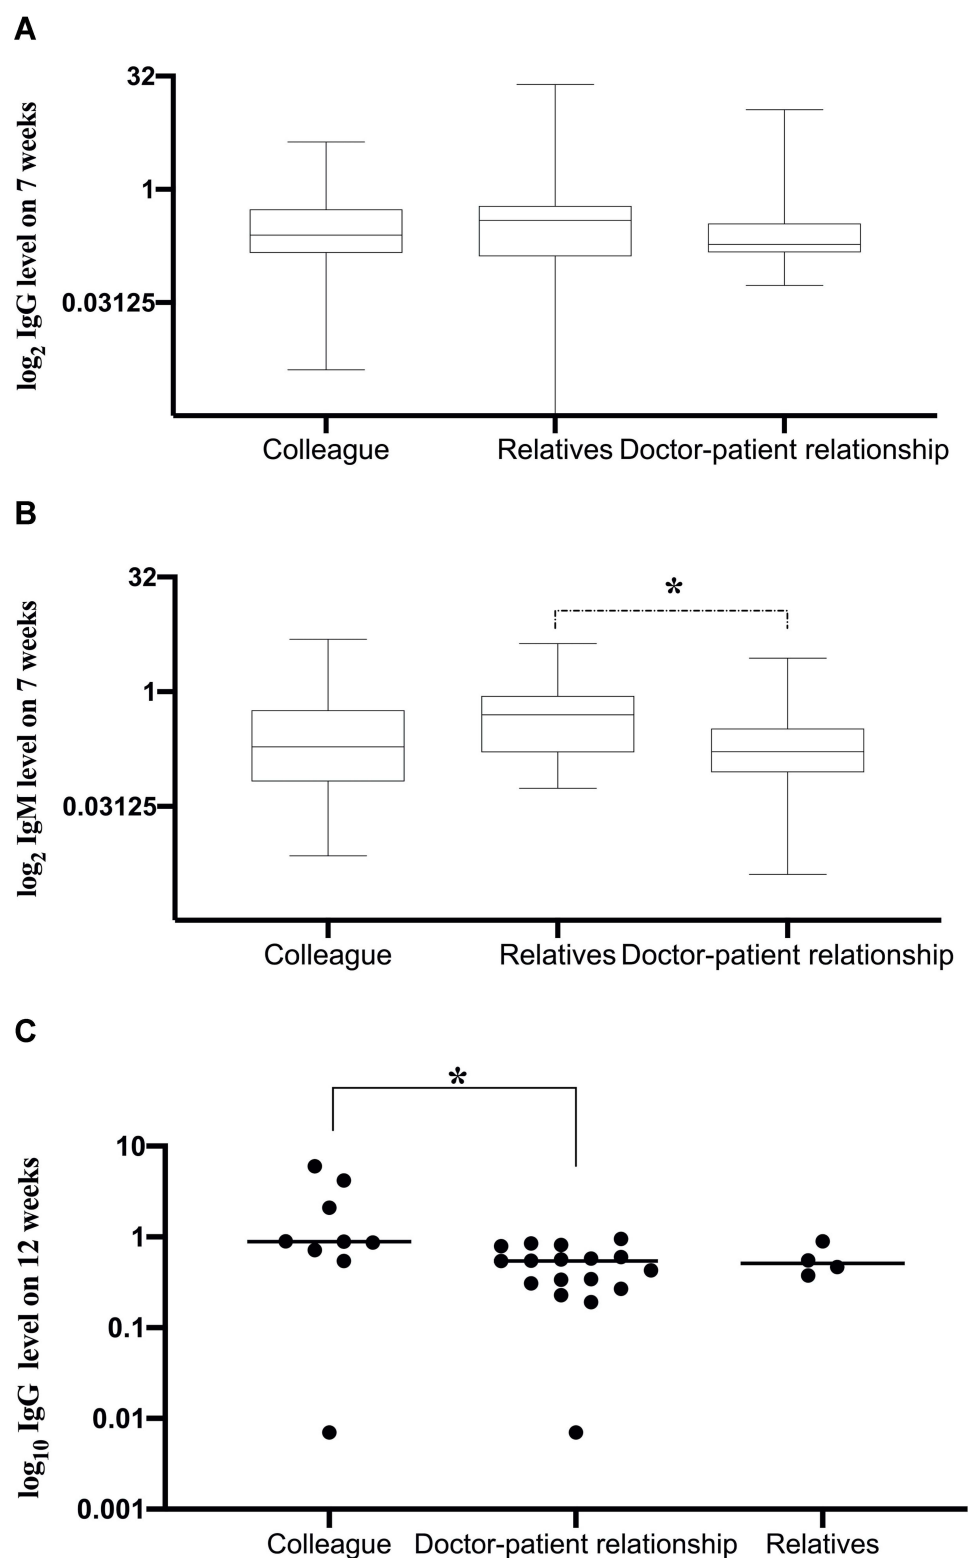 A
log2 IgG level on 7 weeks
32
1
0.03125
Colleague Relatives Doctor-patient relationship
B
log2 IgM level on 7 weeks
32
*
1
0.03125
Colleague Relatives Doctor-patient relationship
C
log10 IgG level on 12 weeks
*
10
1
0.1
0.01
0.001
Colleague Doctor-patient relationship Relatives